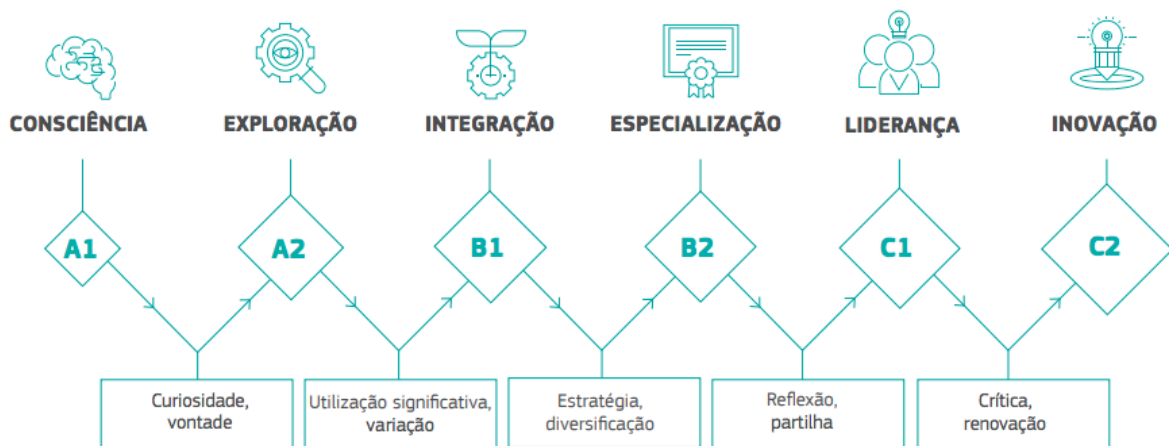 CONSCIÊNCIA
EXPLORAÇÃO
INTEGRAÇÃO
ESPECIALIZAÇÃO
LIDERANÇA
INOVAÇÃO
A1
A2
B1
B2
C1
C2
Curiosidade,
vontade
Utilização significativa,
variação
Estratégia,
diversificação
Reflexão,
partilha
Crítica,
renovação